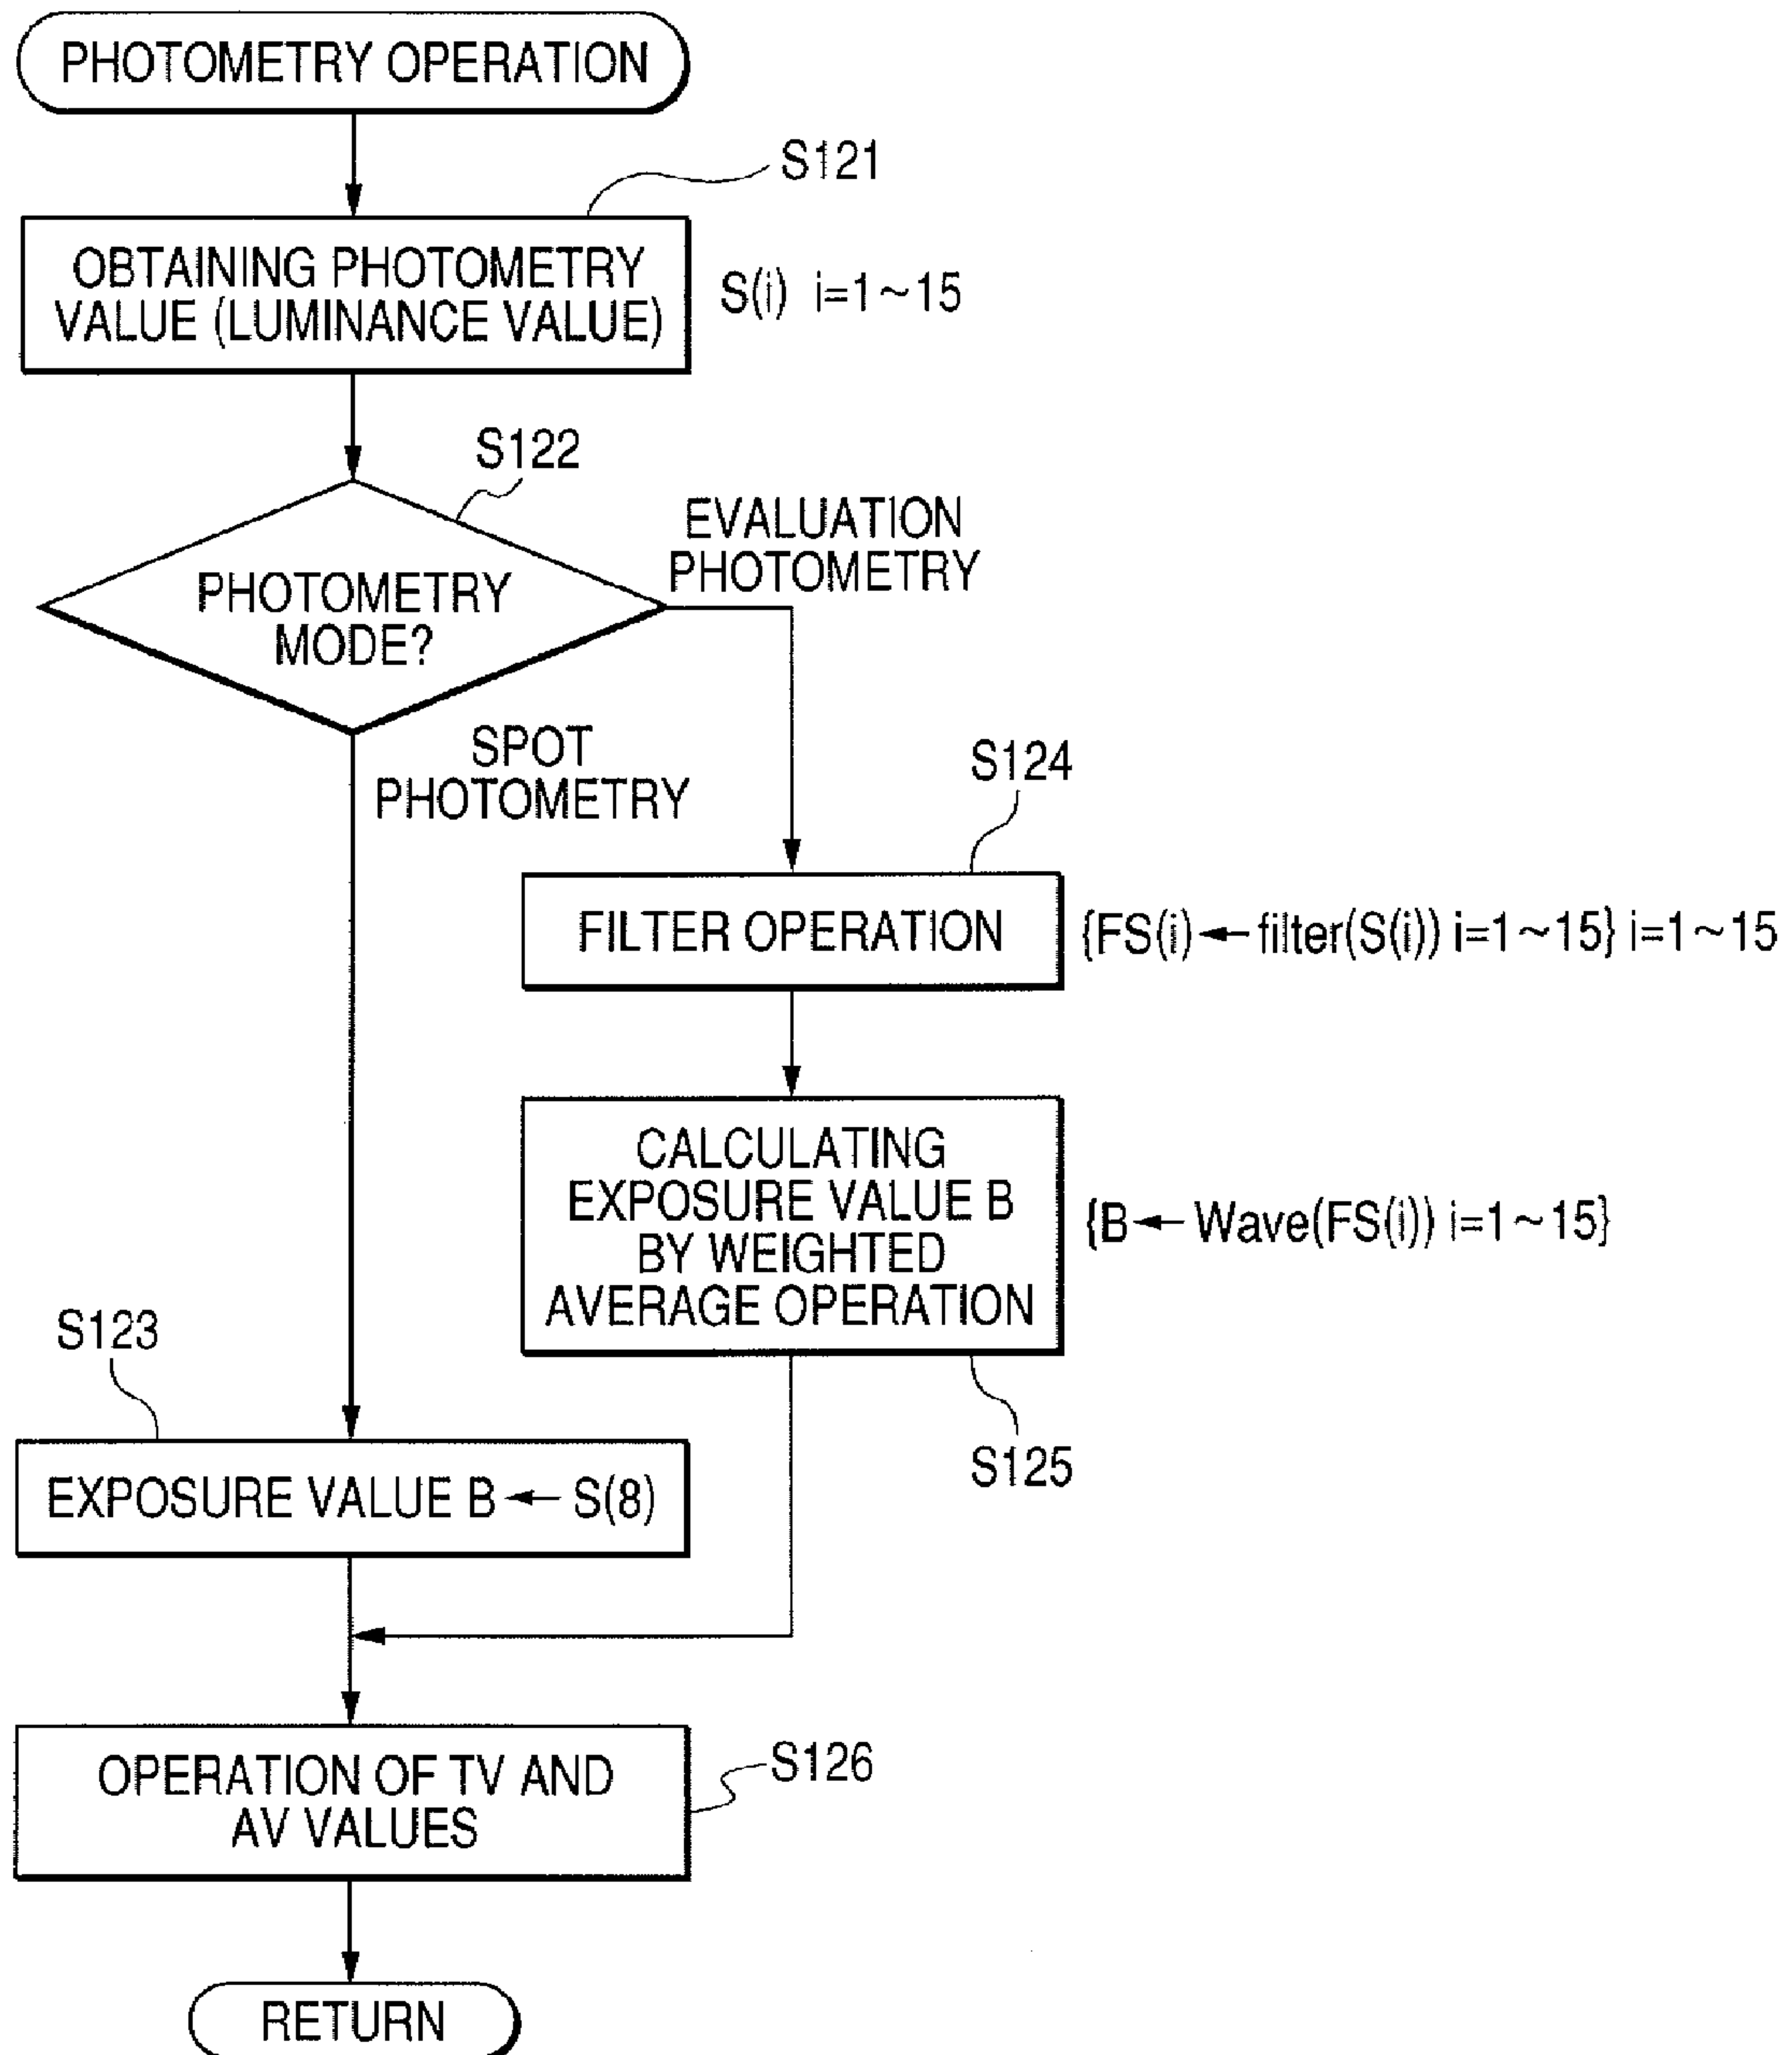 PHOTOMETRY OPERATION
S121
OBTAINING PHOTOMETRY
VALUE (LUMINANCE VALUE)
S(i) i=1~15
S122
PHOTOMETRY
MODE?
EVALUATION
PHOTOMETRY
SPOT
PHOTOMETRY
S124
FILTER OPERATION
{FS(i)←filter(S(i)) i=1~15} i=1~15
CALCULATING
EXPOSURE VALUE B
BY WEIGHTED
AVERAGE OPERATION
{B← Wave(FS(i)) i=1~15}
S125
S123
EXPOSURE VALUE B← S(8)
S126
OPERATION OF TV AND
AV VALUES
RETURN